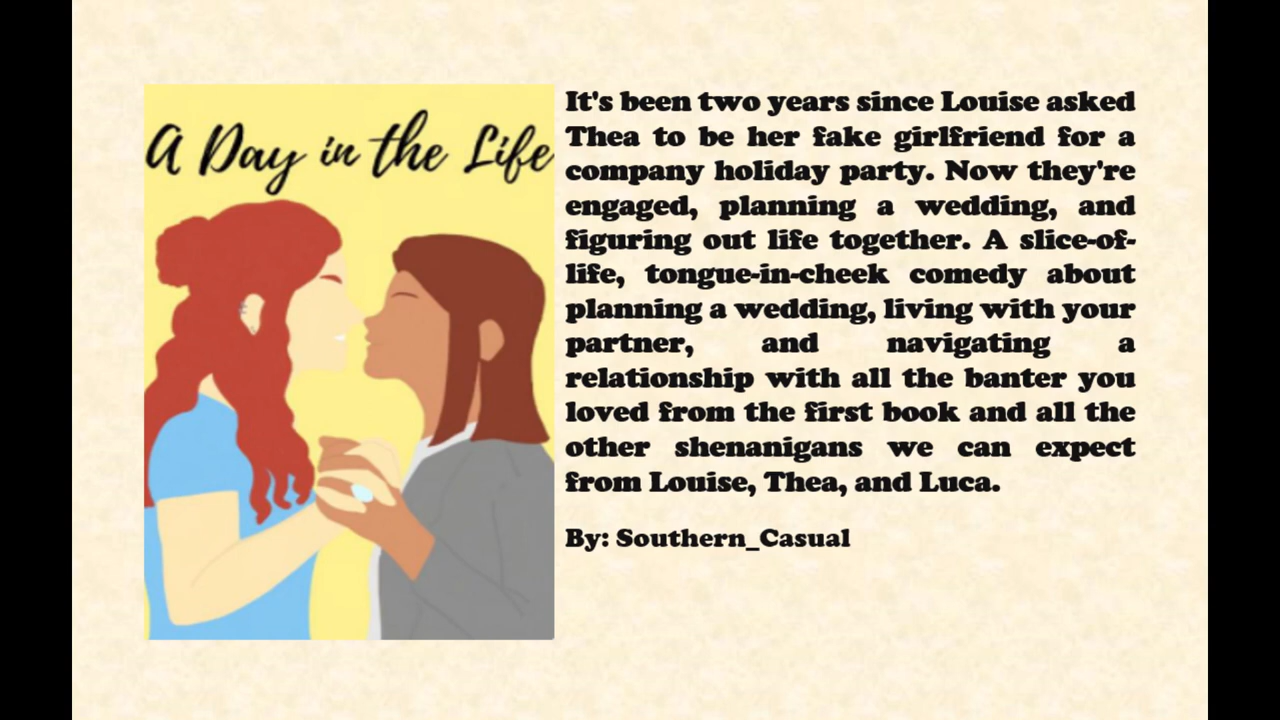 A Day in the Life
It's been two years since Louise asked
Thea to be her fake girlfriend for a
company holiday party. Now they're
engaged, planning a wedding, and
figuring out life together. A slice-of-
life, tongue-in-cheek comedy about
planning a wedding, living with your
partner, and navigating a
relationship with all the banter you
loved from the first book and all the
other shenanigans we can expect
from Louise, Thea, and Luca.
By: Southern_Casual